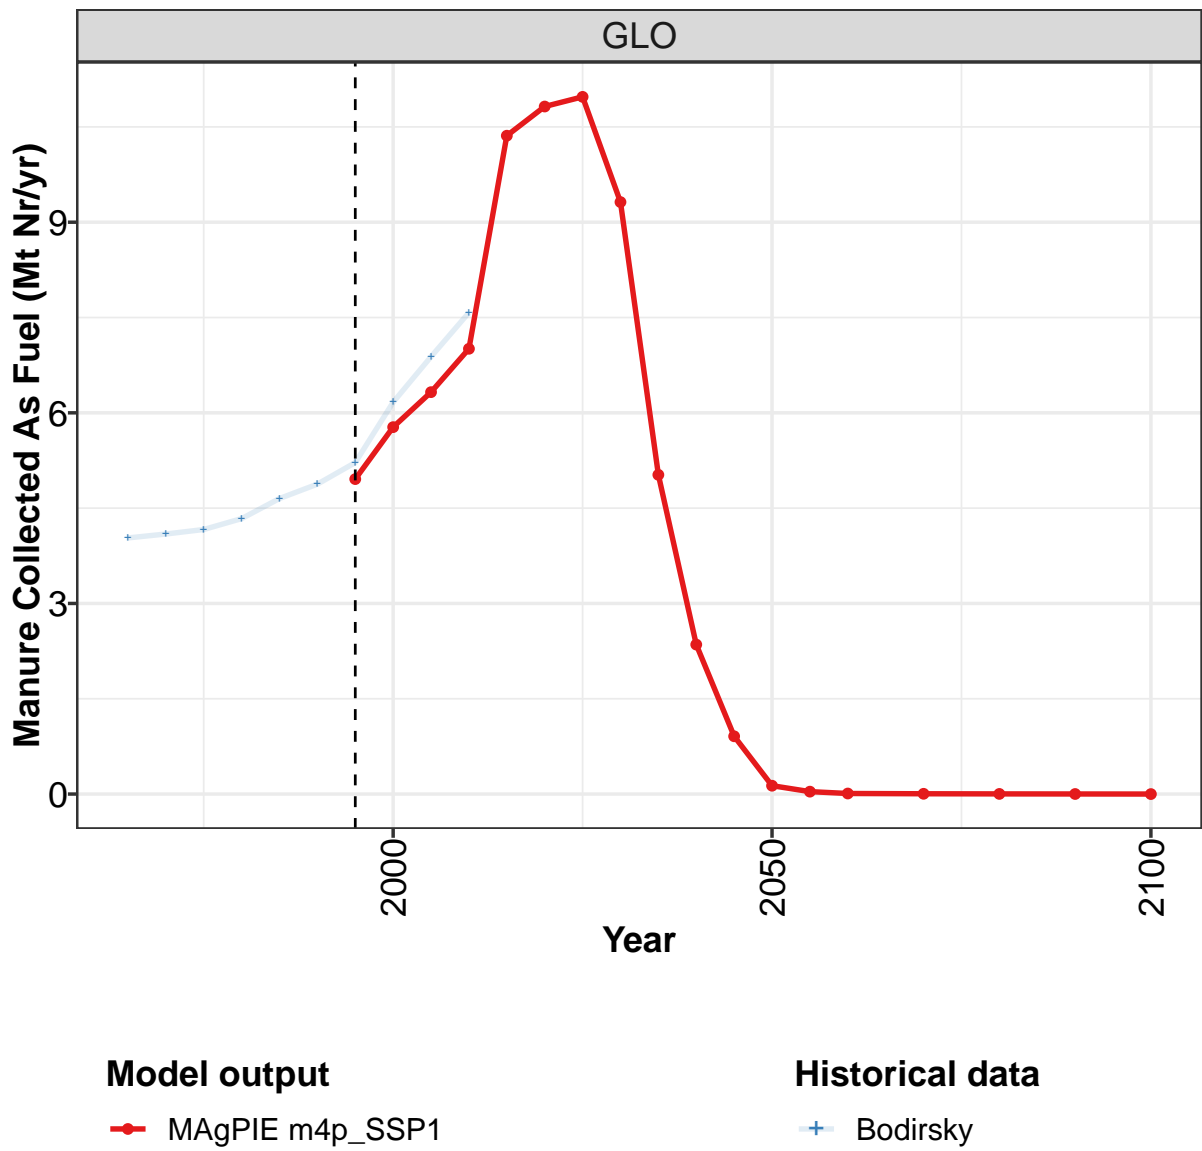 GLO
Manure Collected As Fuel (Mt Nr/yr)
9
6
3
0
2000
2050
2100
Year
Model output
Historical data
MAgPIE m4p_SSP1
Bodirsky